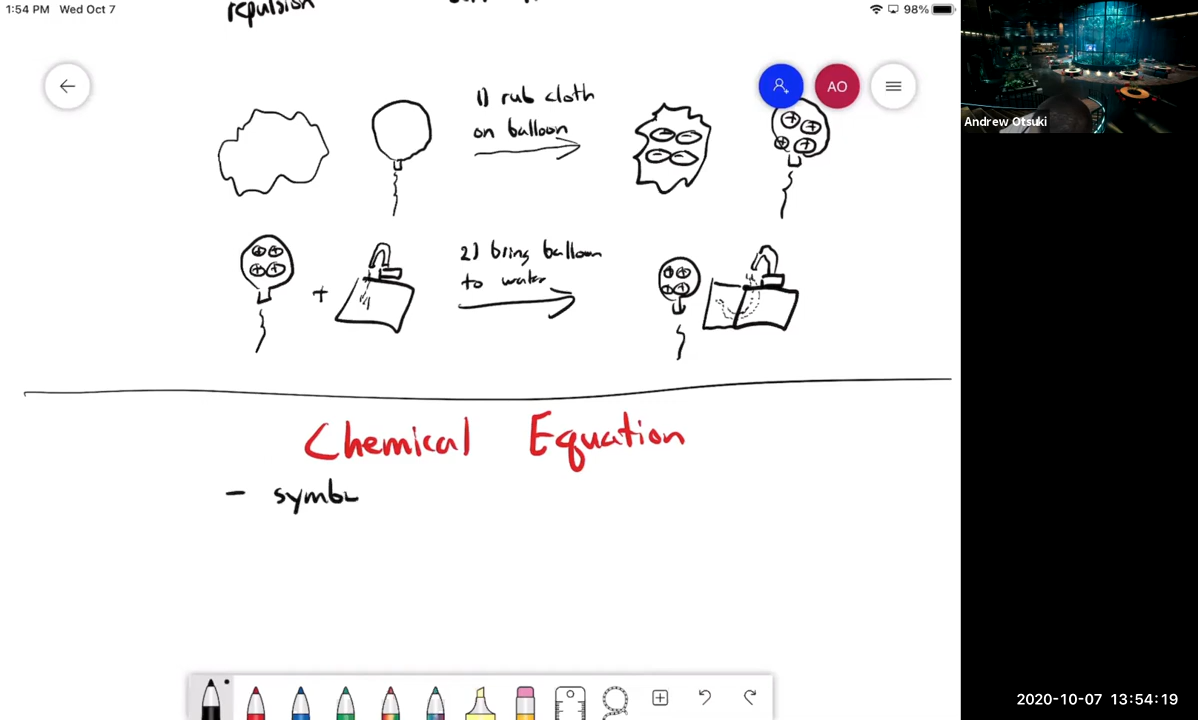 1:54 PM Wed Oct 7
98%
repulsion
AO
Andrew Otsuki
1) rub cloth
on balloon
+ + + +
2) bring balloon
to water
+
Chemical Equation
- symbo
2020-10-07 13:54:19